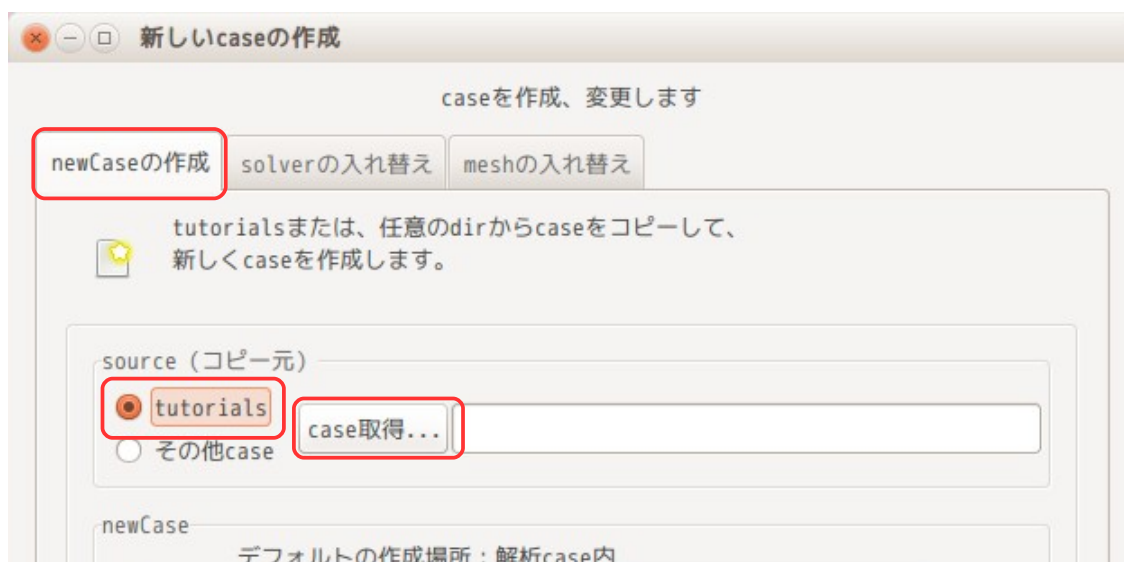 新しいcaseの作成
caseを作成、変更します
newCaseの作成 solverの入れ替え meshの入れ替え
tutorialsまたは、任意のdirからcaseをコピーして、
新しくcaseを作成します。
source (コピー元)
tutorials
case取得...
その他case
newCase
デフォルトの作成場所：解析case内